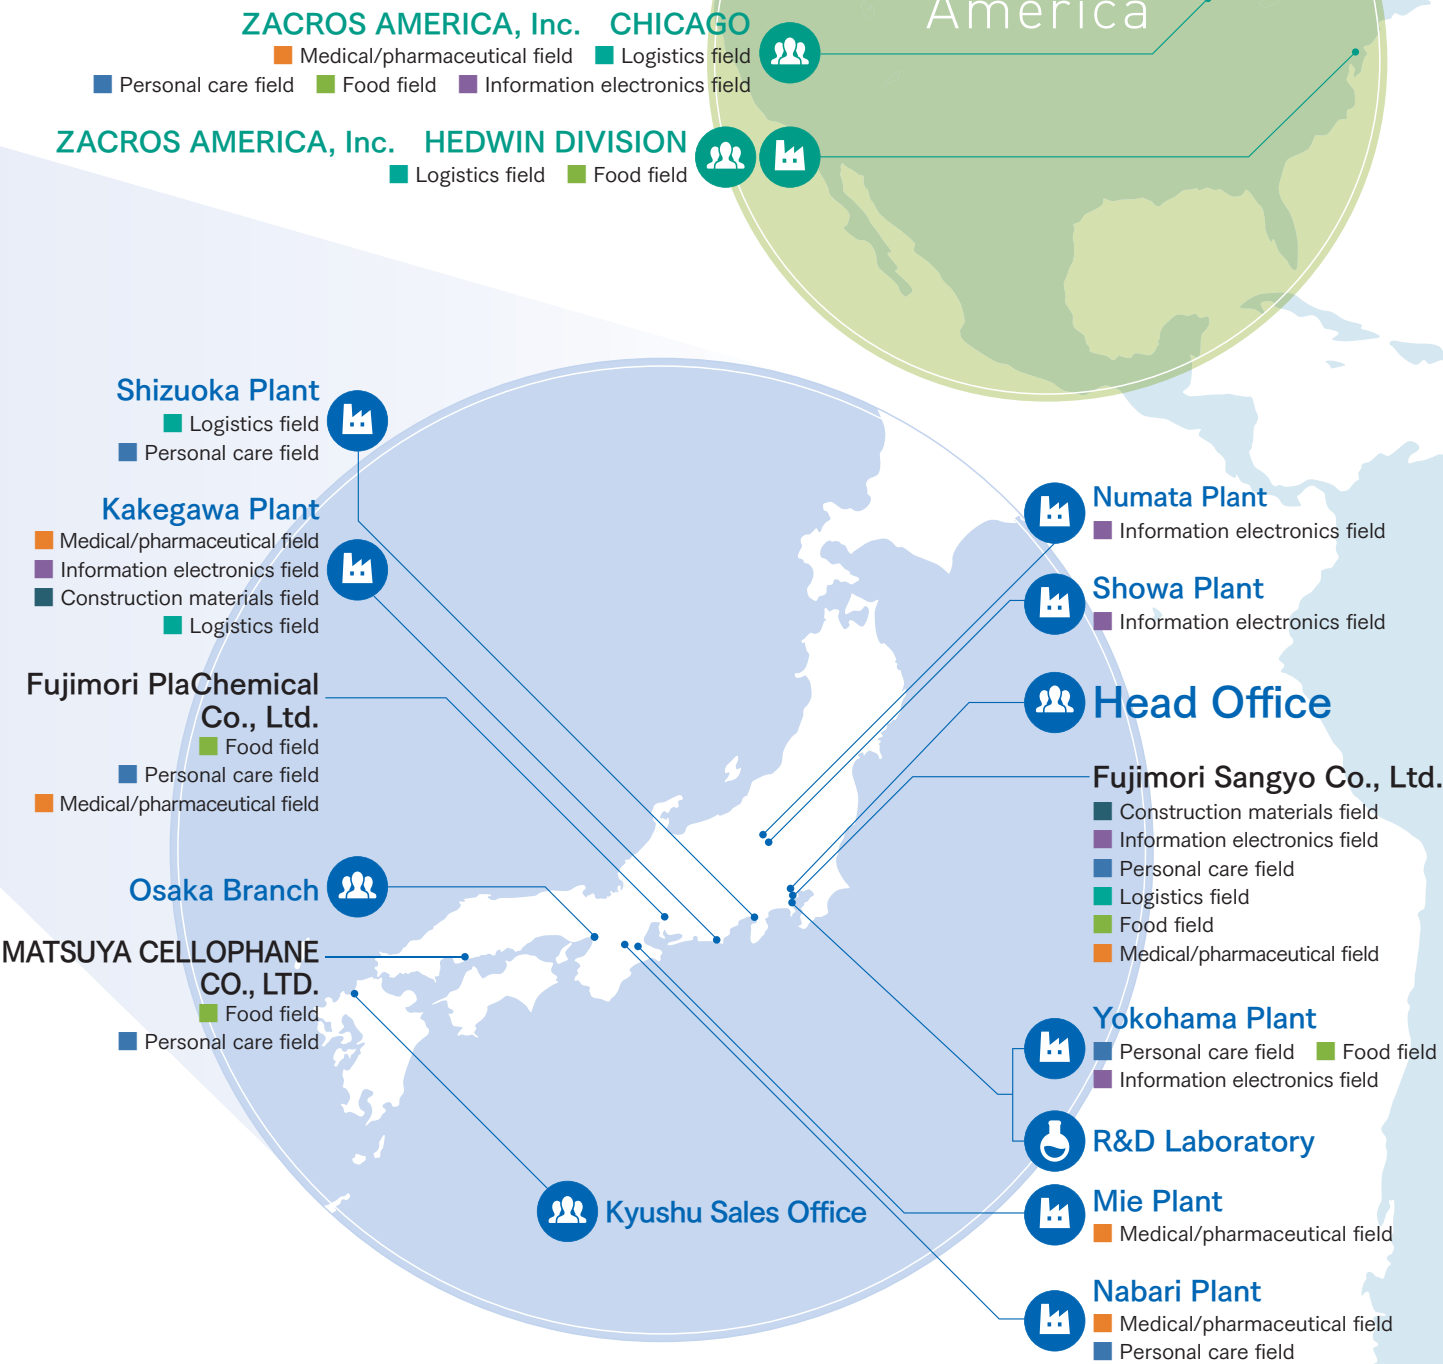 America
ZACROS AMERICA, Inc. CHICAGO
Medical/pharmaceutical field Logistics field
Personal care field Food field Information electronics field
ZACROS AMERICA, Inc. HEDWIN DIVISION
Logistics field Food field
Shizuoka Plant
Logistics field
Personal care field
Kakegawa Plant
Medical/pharmaceutical field
Information electronics field
Construction materials field
Logistics field
Fujimori PlaChemical
Co., Ltd.
Food field
Personal care field
Medical/pharmaceutical field
Osaka Branch
MATSUYA CELLOPHANE
CO., LTD.
Food field
Personal care field
Kyushu Sales Office
Numata Plant
Information electronics field
Showa Plant
Information electronics field
Head Office
Fujimori Sangyo Co., Ltd.
Construction materials field
Information electronics field
Personal care field
Logistics field
Food field
Medical/pharmaceutical field
Yokohama Plant
Personal care field Food field
Information electronics field
R&D Laboratory
Mie Plant
Medical/pharmaceutical field
Nabari Plant
Medical/pharmaceutical field
Personal care field